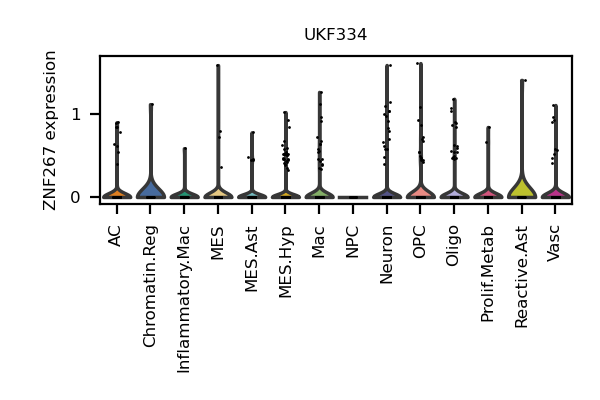 UKF334
ZNF267 expression
1
0
AC
Chromatin.Reg
Inflammatory.Mac
MES
MES.Ast
MES.Hyp
Mac
NPC
Neuron
OPC
Oligo
Prolif.Metab
Reactive.Ast
Vasc